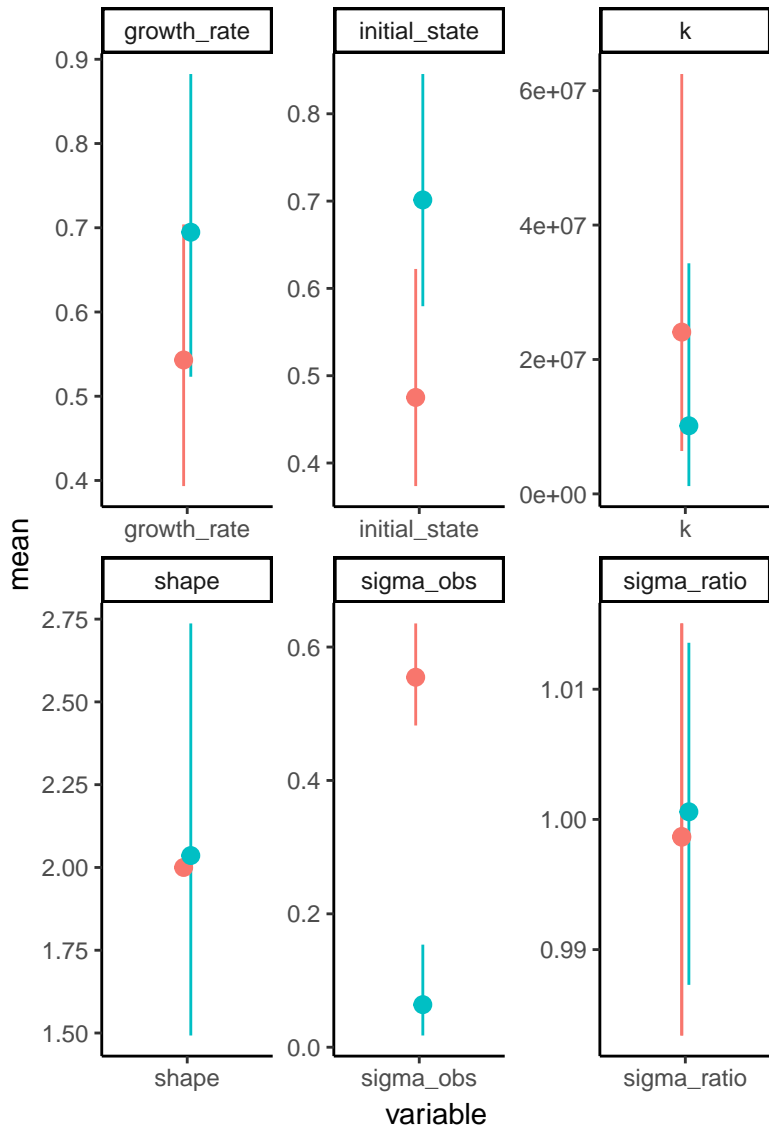 growth_rate
initial_state
k
0.9
0.8
0.7
0.6
0.5
0.4
growth_rate
0.8
0.7
0.6
0.5
0.4
initial_state
6e+07
4e+07
2e+07
0e+00
k
mean
shape
sigma_obs
sigma_ratio
2.75
2.50
2.25
2.00
1.75
1.50
shape
0.6
0.4
0.2
0.0
sigma_obs
1.01
1.00
0.99
sigma_ratio
variable